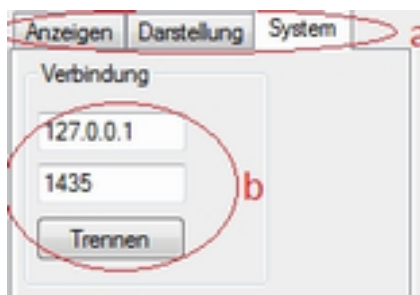 Anzeigen Darstellung System a
Verbindung
127.0.0.1
1435 b
Trennen